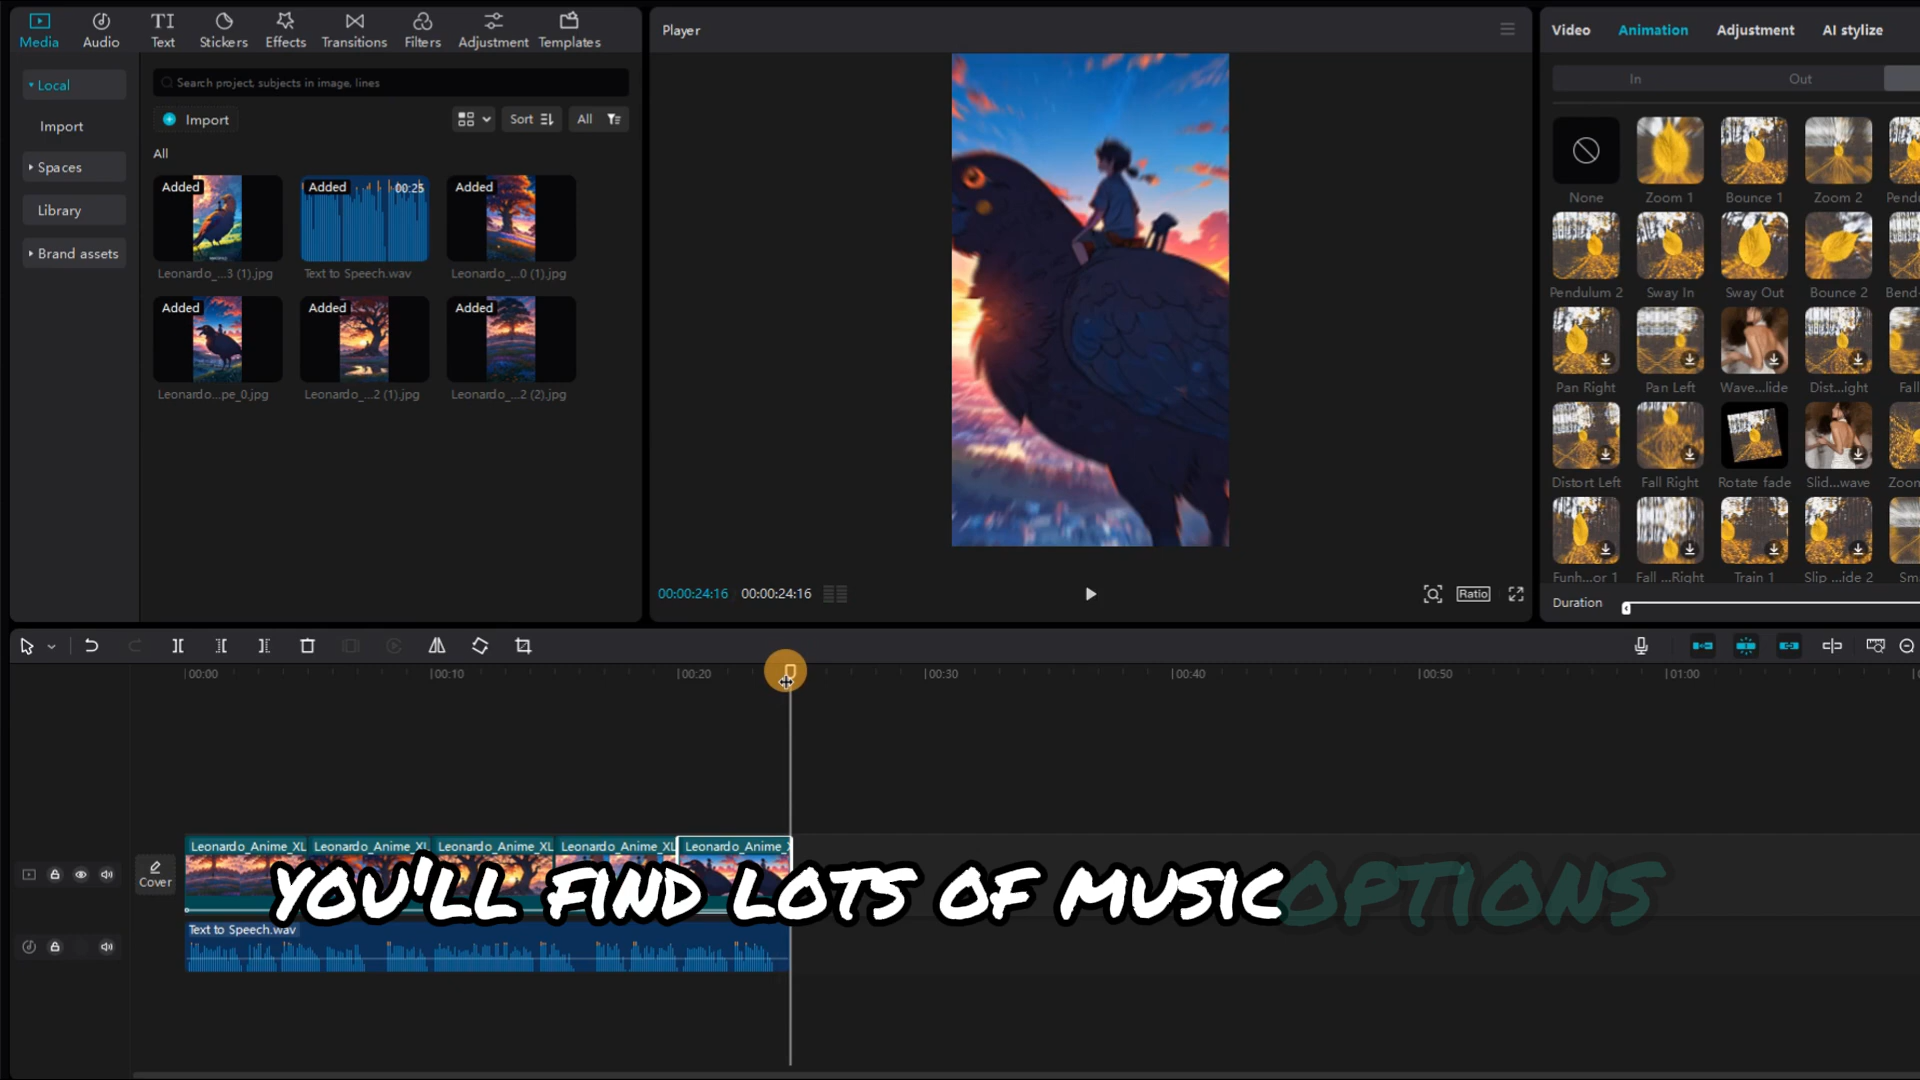 Media
Audio
Text
Stickers
Effects
Transitions
Filters
Adjustment
Templates
Local
Import
Spaces
Library
Brand assets
Search project, subjects in image, lines
Import
Sort
All
All
Added
Added 00:25
Added
Leonardo_...3 (1).jpg
Text to Speech.wav
Leonardo_...0 (1).jpg
Added
Added
Added
Leonardo...pe_0.jpg
Leonardo_...2 (1).jpg
Leonardo_...2 (2).jpg
Player
00:00:24:16 00:00:24:16
Ratio
Video
Animation
Adjustment
AI stylize
In
Out
None
Zoom 1
Bounce 1
Zoom 2
Pendulum 2
Sway In
Sway Out
Bounce 2
Pan Right
Pan Left
Wave...lide
Dist...ight
Distort Left
Fall Right
Rotate fade
Slid...wave
Funh...or 1
Fall ...Right
Train 1
Slip ...ide 2
Duration
00:00
00:10
00:20
00:30
00:40
00:50
01:00
Cover
Leonardo_Anime_XL
Leonardo_Anime_XL
Leonardo_Anime_XL
Leonardo_Anime_XL
Leonardo_Anime_X
YOU'LL FIND LOTS OF MUSIC OPTIONS
Text to Speech.wav